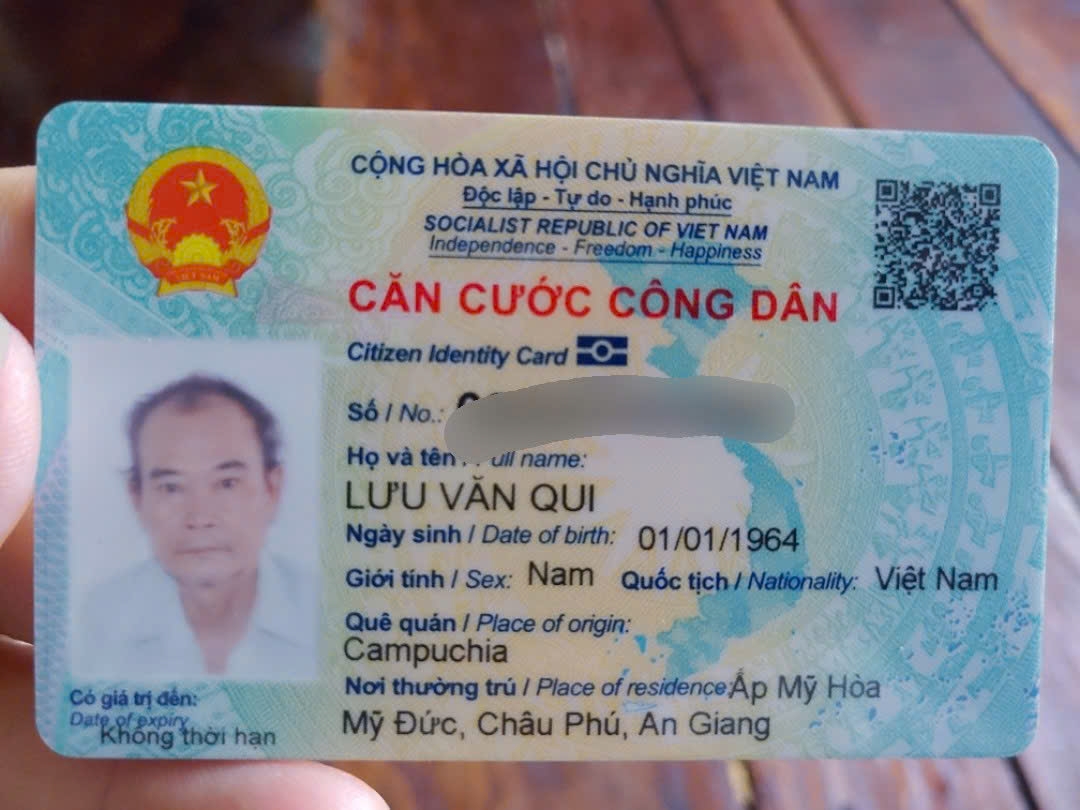 CỘNG HÒA XÃ HỘI CHỦ NGHĨA VIỆT NAM
Độc lập - Tự do - Hạnh phúc
SOCIALIST REPUBLIC OF VIET NAM
Independence - Freedom - Happiness
CĂN CƯỚC CÔNG DÂN
Citizen Identity Card
Số / No.:
Họ và tên / Full name:
LƯU VĂN QUI
Ngày sinh / Date of birth: 01/01/1964
Giới tính / Sex: Nam Quốc tịch / Nationality: Việt Nam
Quê quán / Place of origin:
Campuchia
Nơi thường trú / Place of residence: Ấp Mỹ Hòa
Mỹ Đức, Châu Phú, An Giang
Có giá trị đến:
Date of expiry
Không thời hạn
VIỆT NAM